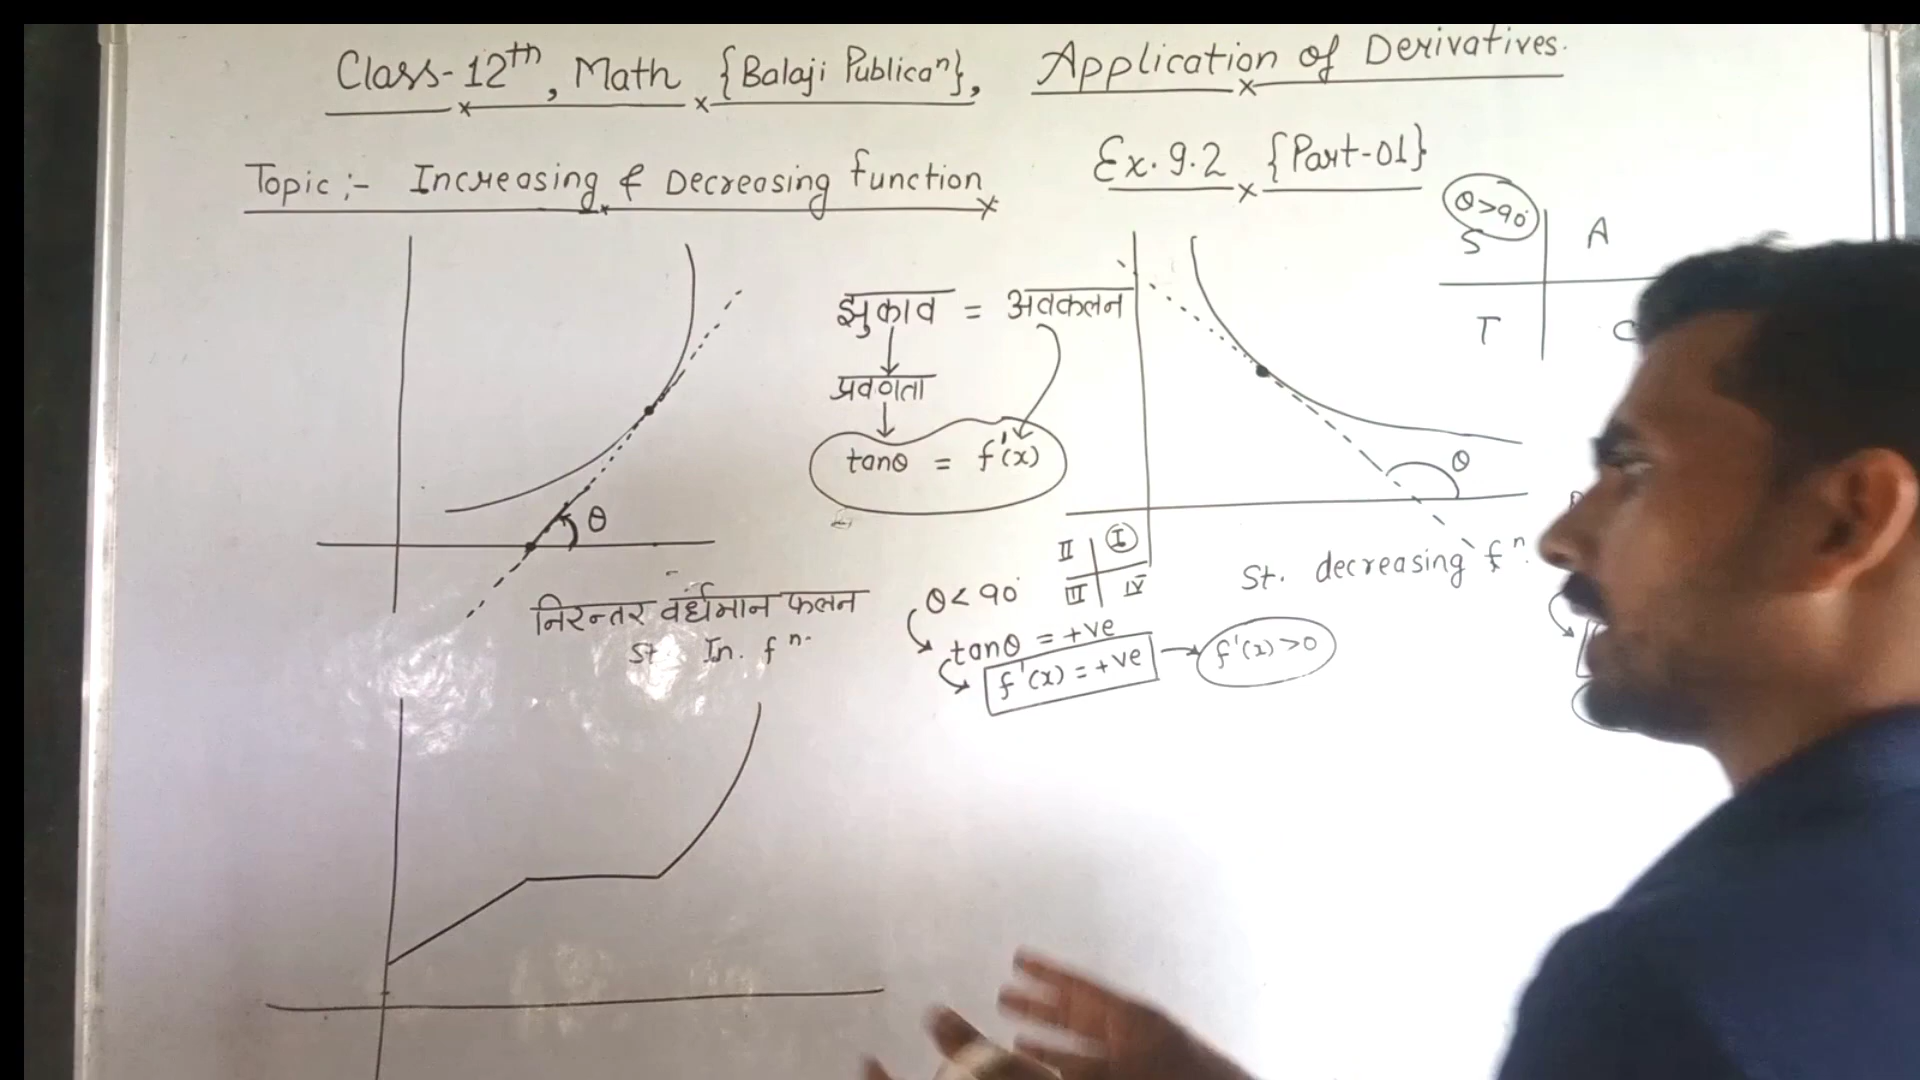 Class-12th, Math {Balaji Publicaⁿ}, Application of Derivatives.
Topic:- Increasing & Decreasing function
Ex. 9.2 {Part-01}
θ>90°
S A
T C
झुकाव = अवकलन
प्रवणता
tanθ = f'(x)
θ
θ
II I
III IV
St. decreasing fⁿ.
निरन्तर वर्धमान फलन
St In. fⁿ.
θ<90°
tanθ = +ve
f'(x) = +ve
f'(x)>0